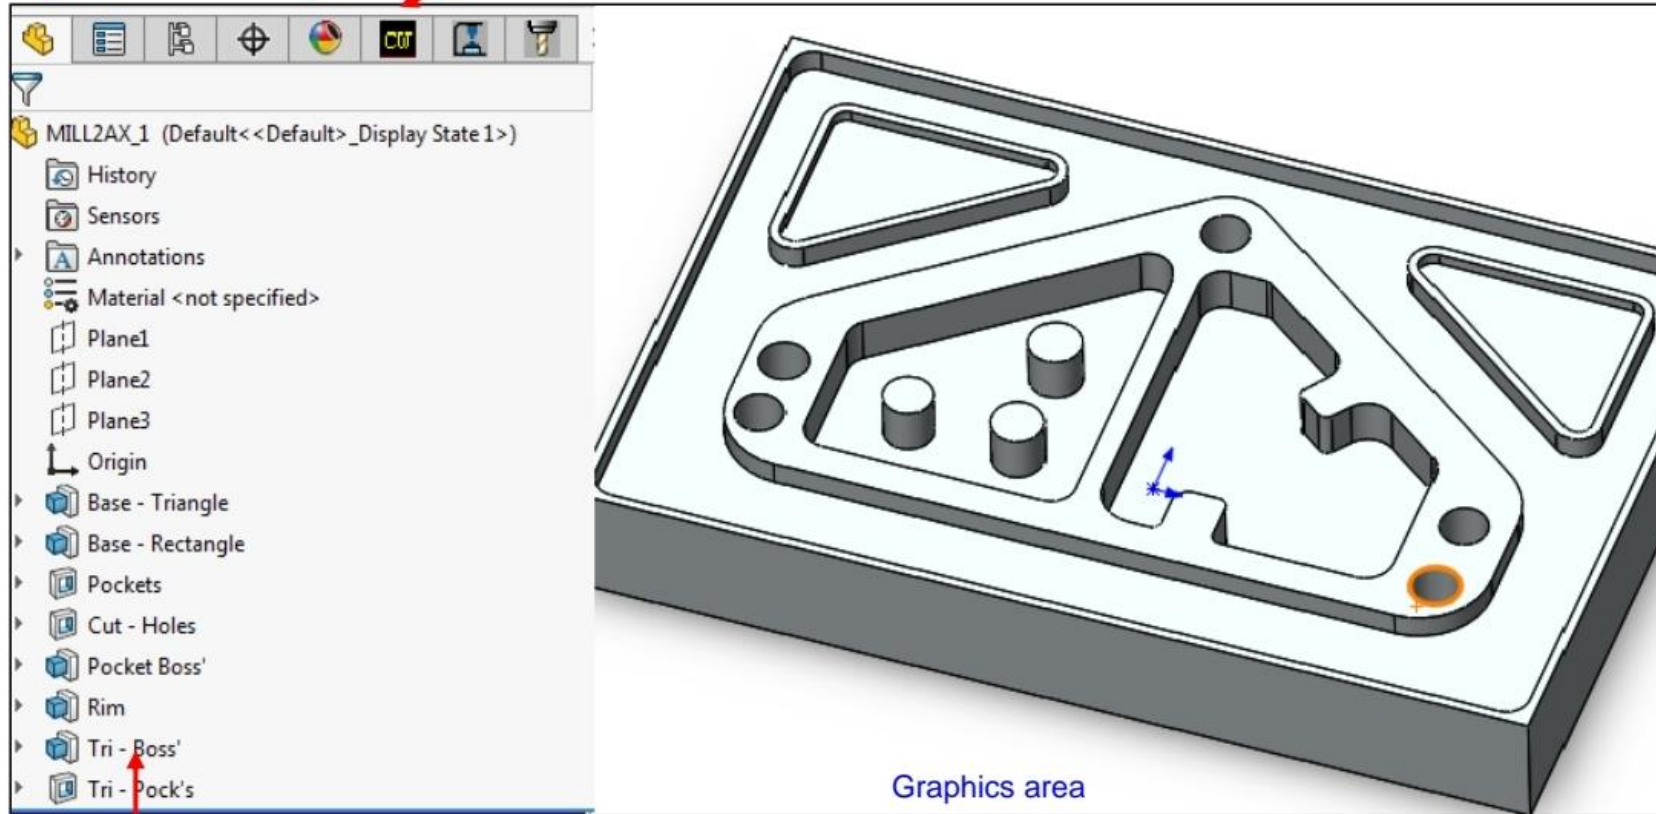 CW
MILL2AX_1 (Default<<Default>_Display State 1>)
History
Sensors
A Annotations
Material <not specified>
Plane1
Plane2
Plane3
Origin
Base - Triangle
Base - Rectangle
Pockets
Cut - Holes
Pocket Boss'
Rim
Tri - Boss'
Tri - Pock's
Graphics area